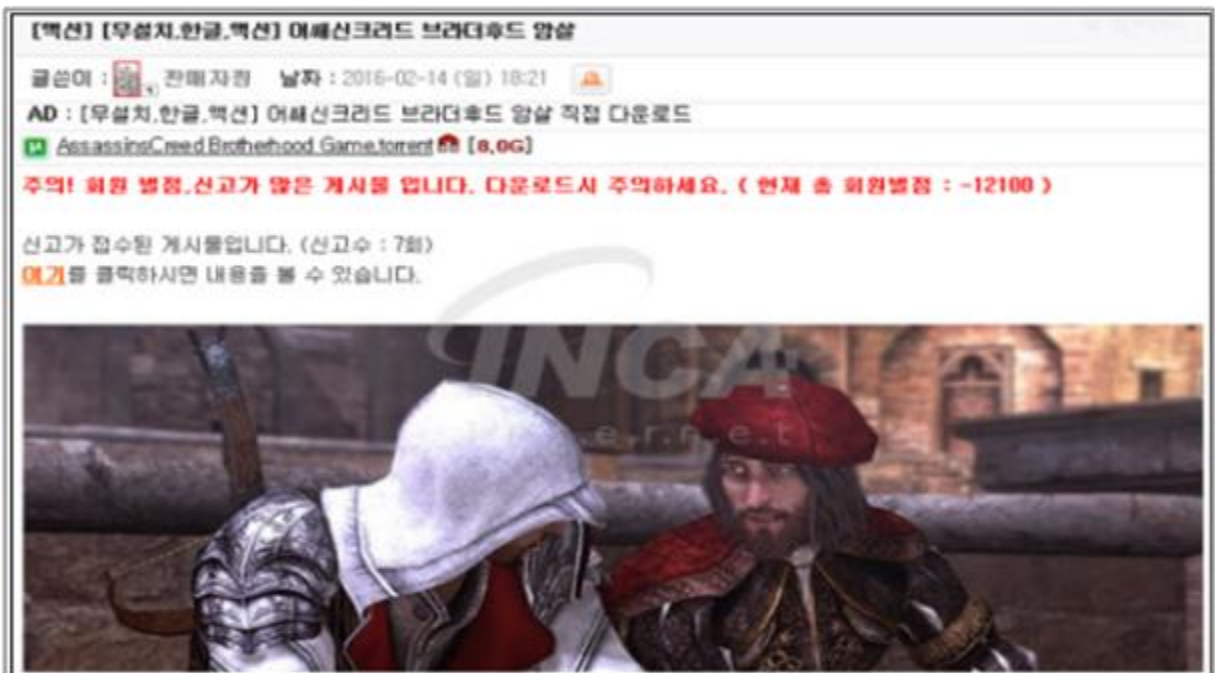 [액션] [무설치.한글.액션] 어쌔신크리드 브라더후드 암살
글쓴이 : 날짜 : 2016-02-14 (일) 18:21
AD : [무설치.한글.액션] 어쌔신크리드 브라더후드 암살 직접 다운로드
AssassinsCreed Brotherhood Game.torrent [8.0G]
주의! 회원 별점.신고가 많은 게시물 입니다. 다운로드시 주의하세요. ( 현재 총 회원별점 : -12100 )
신고가 접수된 게시물입니다. (신고수 : 7회)
여기를 클릭하시면 내용을 볼 수 있습니다.
INCA